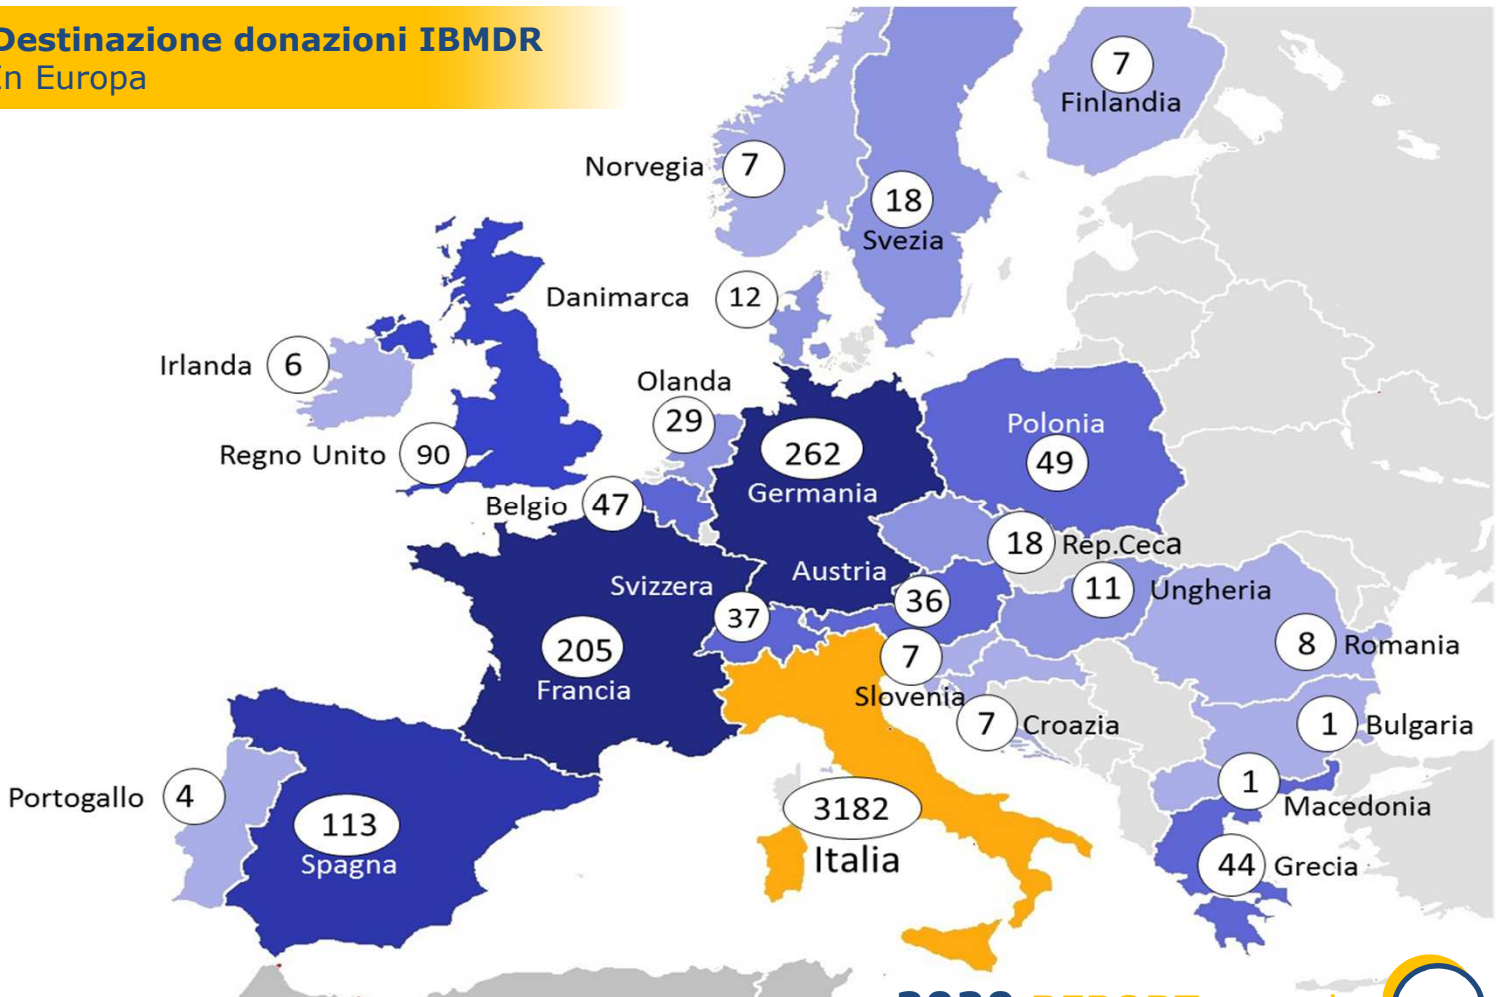 Destinazione donazioni IBMDR
In Europa
7
Finlandia
Norvegia 7
18
Svezia
Danimarca 12
Irlanda 6
Olanda
29
Regno Unito 90
262
Germania
Polonia
49
Belgio 47
18 Rep.Ceca
Svizzera
37
Austria
36
11 Ungheria
205
Francia
7
Slovenia
8 Romania
7 Croazia
1 Bulgaria
Portogallo 4
113
Spagna
3182
Italia
1
Macedonia
44 Grecia